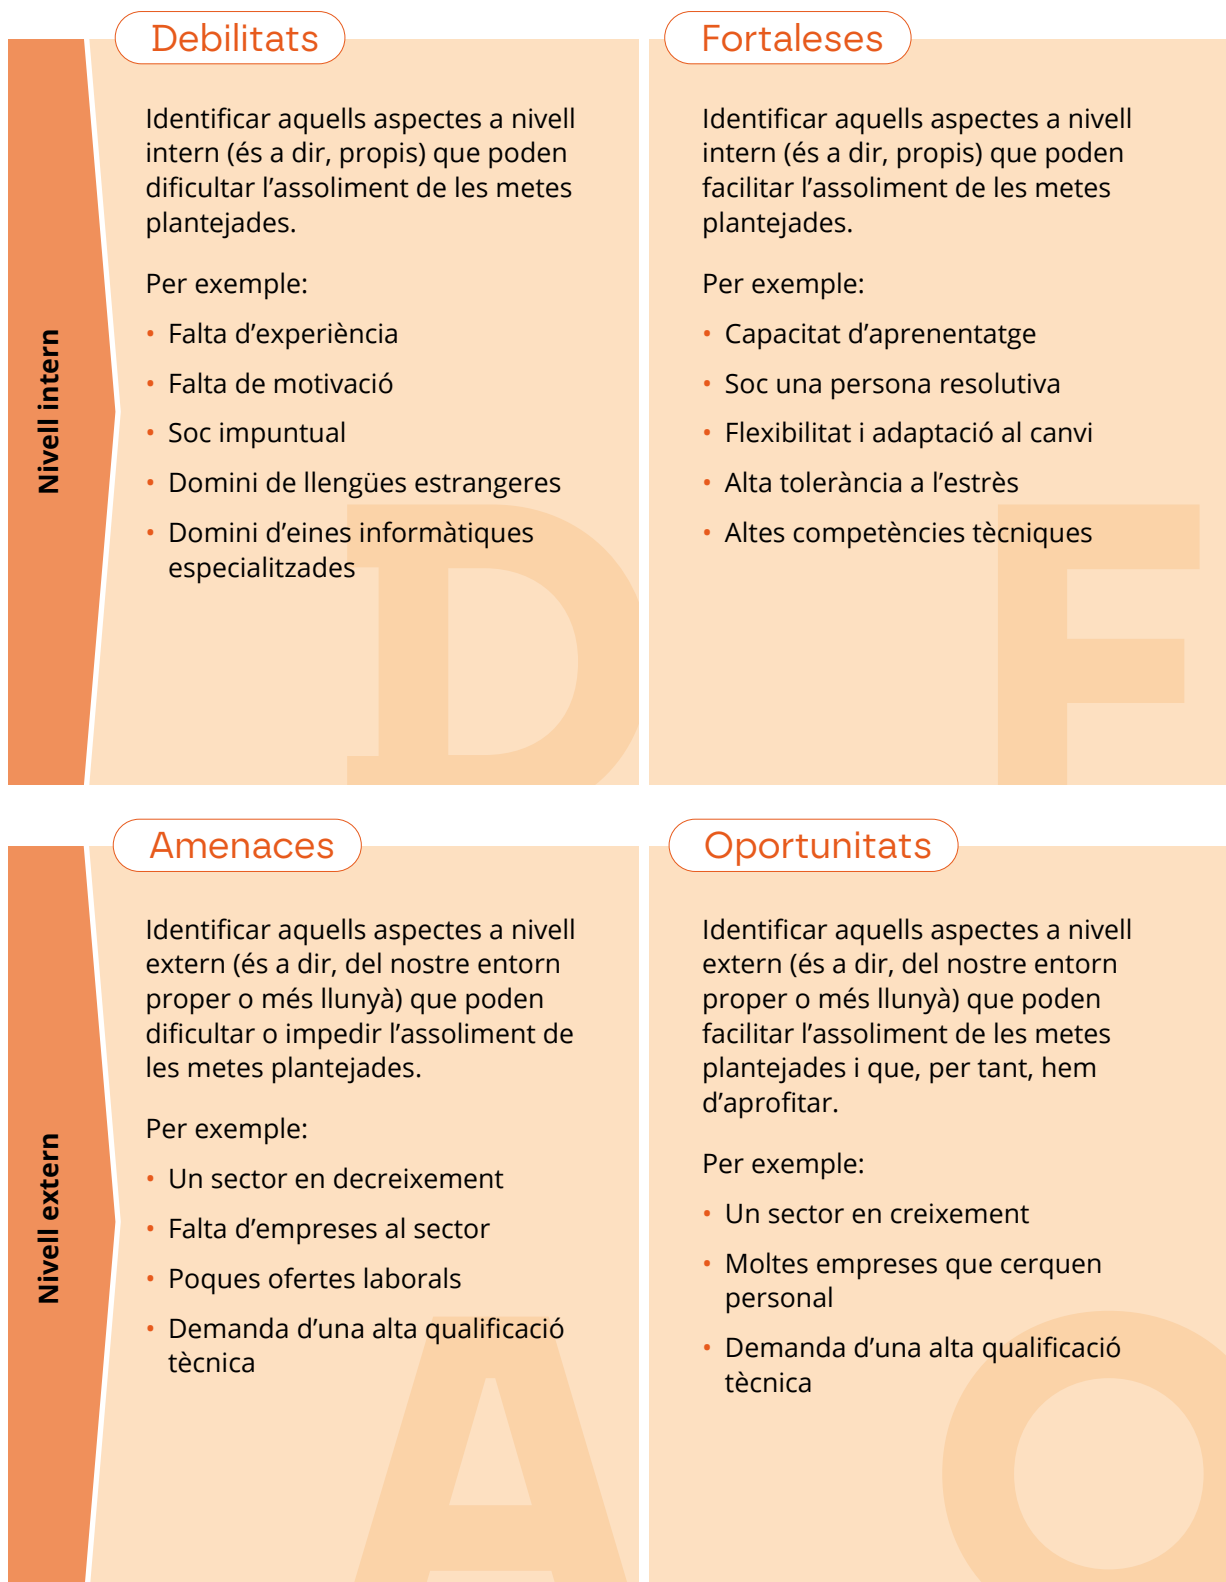 Debilitats
Nivell intern
Identificar aquells aspectes a nivell
intern (és a dir, propis) que poden
dificultar l’assoliment de les metes
plantejades.
Per exemple:
• Falta d’experiència
• Falta de motivació
• Soc impuntual
• Domini de llengües estrangeres
• Domini d’eines informàtiques
especialitzades
D
Fortaleses
Identificar aquells aspectes a nivell
intern (és a dir, propis) que poden
facilitar l’assoliment de les metes
plantejades.
Per exemple:
• Capacitat d’aprenentatge
• Soc una persona resolutiva
• Flexibilitat i adaptació al canvi
• Alta tolerància a l’estrès
• Altes competències tècniques
F
Amenaces
Nivell extern
Identificar aquells aspectes a nivell
extern (és a dir, del nostre entorn
proper o més llunyà) que poden
dificultar o impedir l’assoliment de
les metes plantejades.
Per exemple:
• Un sector en decreixement
• Falta d’empreses al sector
• Poques ofertes laborals
• Demanda d’una alta qualificació
tècnica
A
Oportunitats
Identificar aquells aspectes a nivell
extern (és a dir, del nostre entorn
proper o més llunyà) que poden
facilitar l’assoliment de les metes
plantejades i que, per tant, hem
d’aprofitar.
Per exemple:
• Un sector en creixement
• Moltes empreses que cerquen
personal
• Demanda d’una alta qualificació
tècnica
O